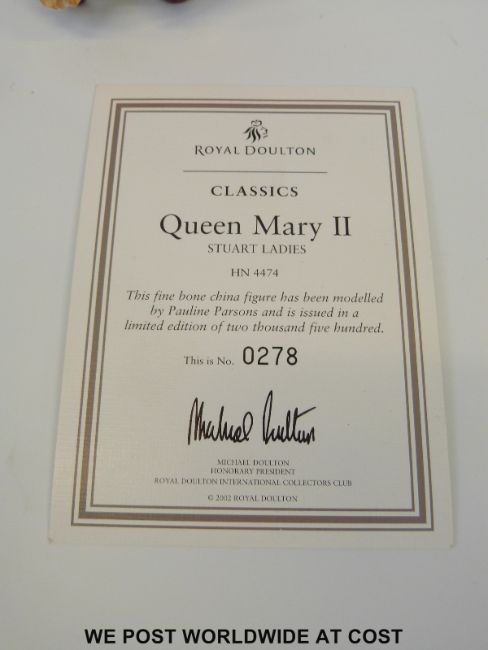 ROYAL DOULTON
CLASSICS
Queen Mary II
STUART LADIES
HN 4474
This fine bone china figure has been modelled
by Pauline Parsons and is issued in a
limited edition of two thousand five hundred.
This is No. 0278
Michael Doulton
MICHAEL DOULTON
HONORARY PRESIDENT
ROYAL DOULTON INTERNATIONAL COLLECTORS CLUB
© 2002 ROYAL DOULTON
WE POST WORLDWIDE AT COST